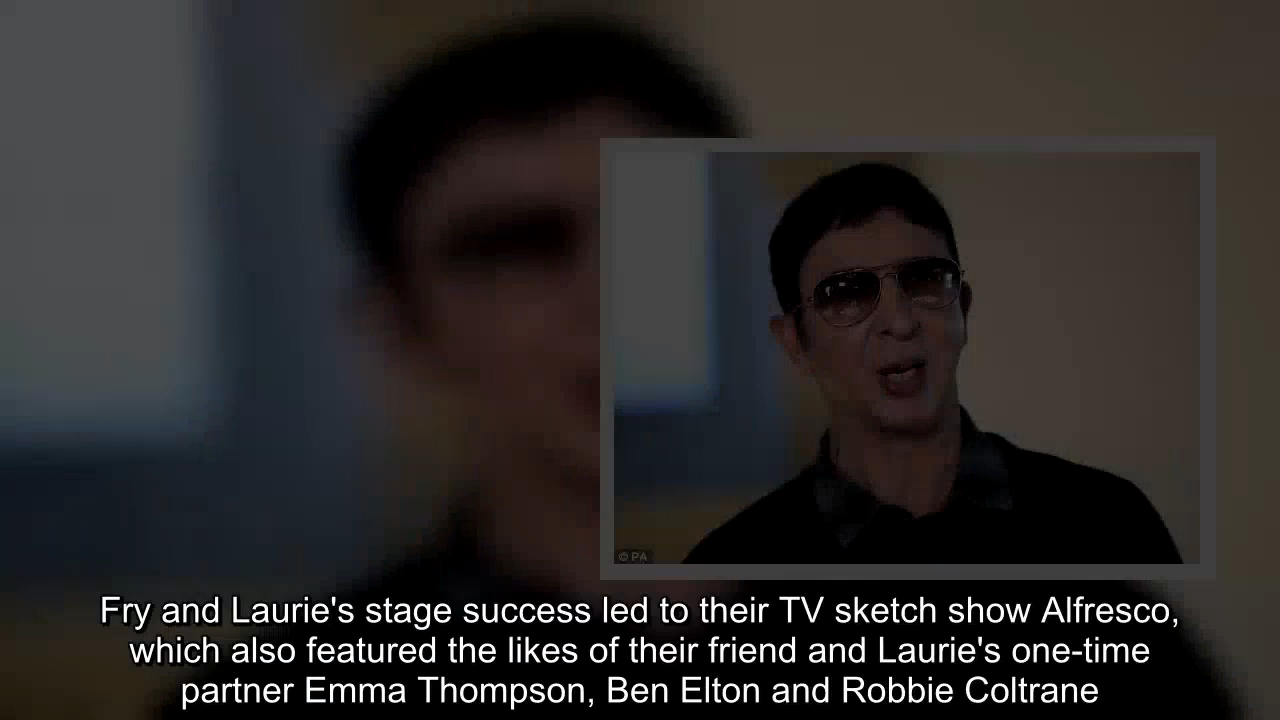 © PA
Fry and Laurie's stage success led to their TV sketch show Alfresco,
which also featured the likes of their friend and Laurie's one-time
partner Emma Thompson, Ben Elton and Robbie Coltrane